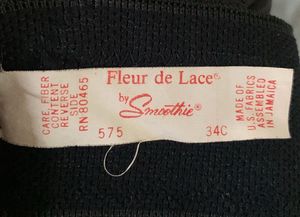 CARE, FIBER
CONTENT
REVERSE
SIDE
RN 80465
Fleur de Lace®
by Smoothie®
575
34C
MADE OF
U.S. FABRICS
ASSEMBLED
IN JAMAICA